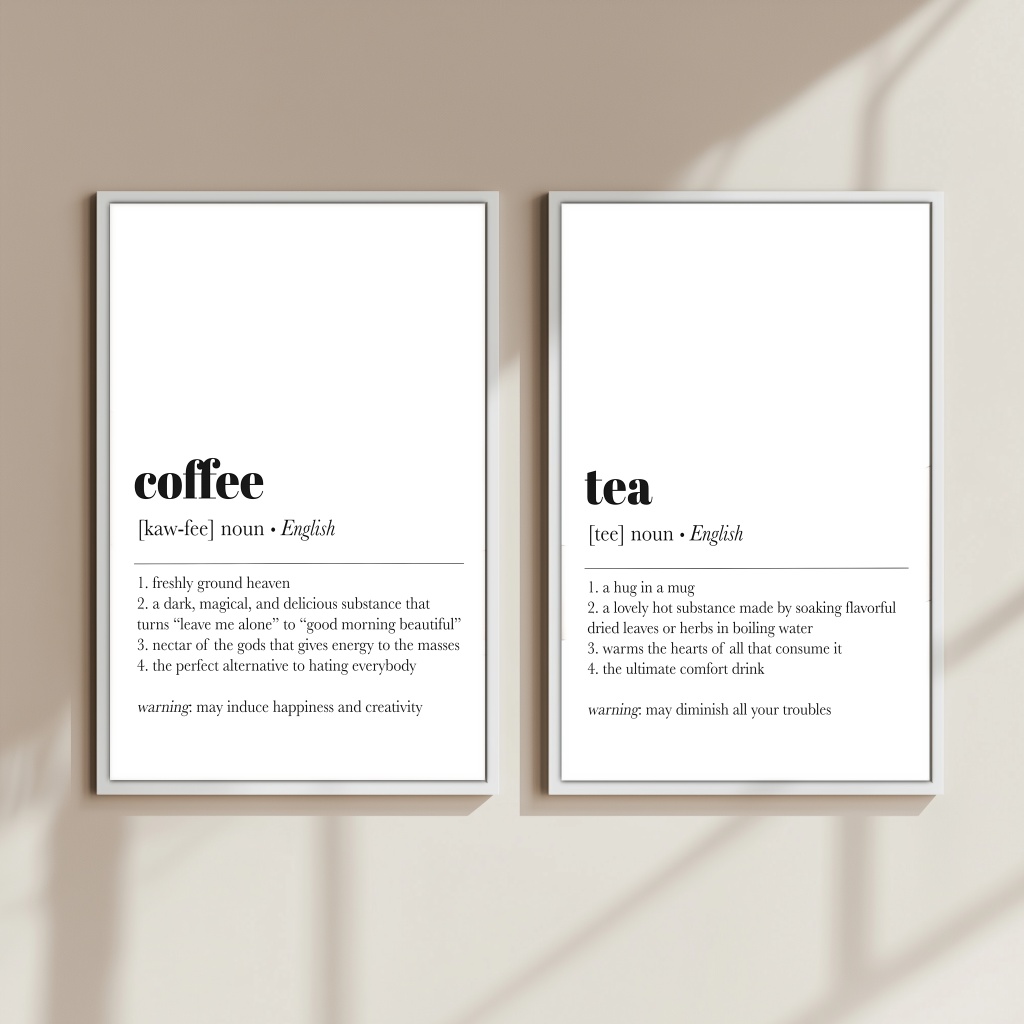 coffee
[kaw-fee] noun • English
1. freshly ground heaven
2. a dark, magical, and delicious substance that
turns “leave me alone” to “good morning beautiful”
3. nectar of the gods that gives energy to the masses
4. the perfect alternative to hating everybody
warning: may induce happiness and creativity
tea
[tee] noun • English
1. a hug in a mug
2. a lovely hot substance made by soaking flavorful
dried leaves or herbs in boiling water
3. warms the hearts of all that consume it
4. the ultimate comfort drink
warning: may diminish all your troubles